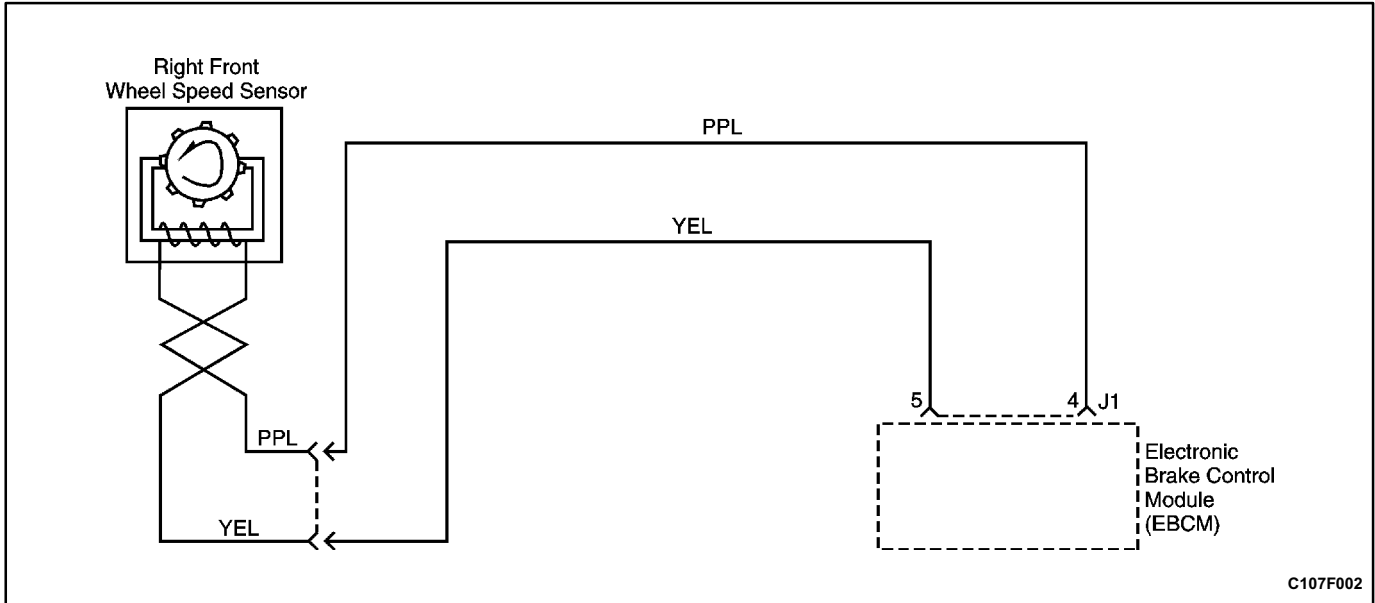 Right Front
Wheel Speed Sensor
PPL
YEL
5
4
J1
PPL
YEL
Electronic
Brake Control
Module
(EBCM)
C107F002